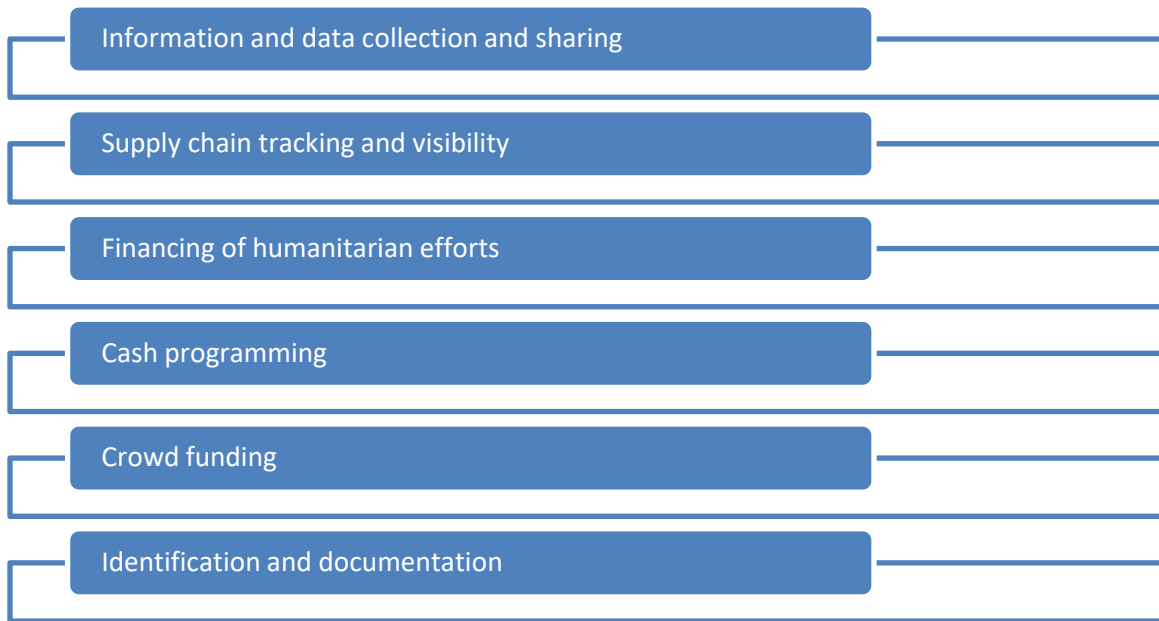 Information and data collection and sharing
Supply chain tracking and visibility
Financing of humanitarian efforts
Cash programming
Crowd funding
Identification and documentation